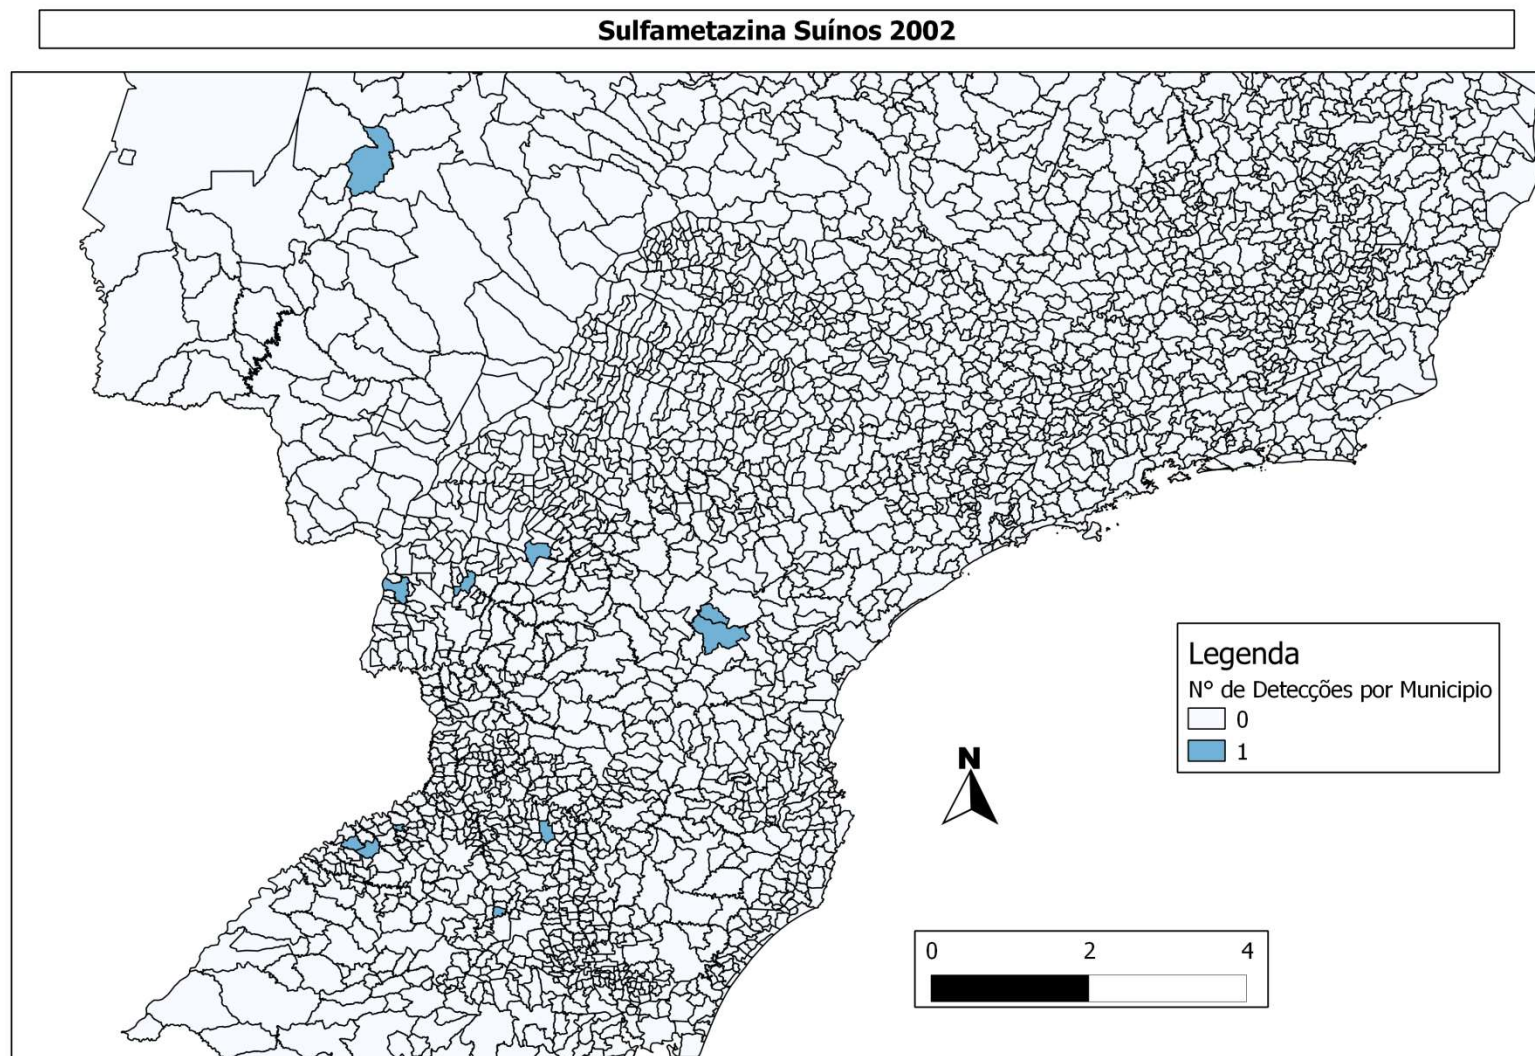 Sulfametazina Suínos 2002
Legenda
N° de Detecções por Municipio
0
1
N
0 2 4